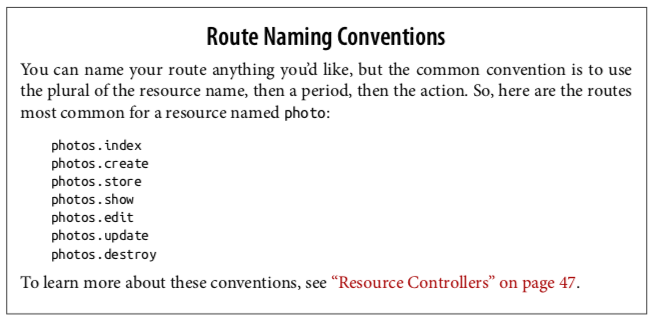 Route Naming Conventions
You can name your route anything you’d like, but the common convention is to use
the plural of the resource name, then a period, then the action. So, here are the routes
most common for a resource named photo:
photos.index
photos.create
photos.store
photos.show
photos.edit
photos.update
photos.destroy
To learn more about these conventions, see “Resource Controllers” on page 47.